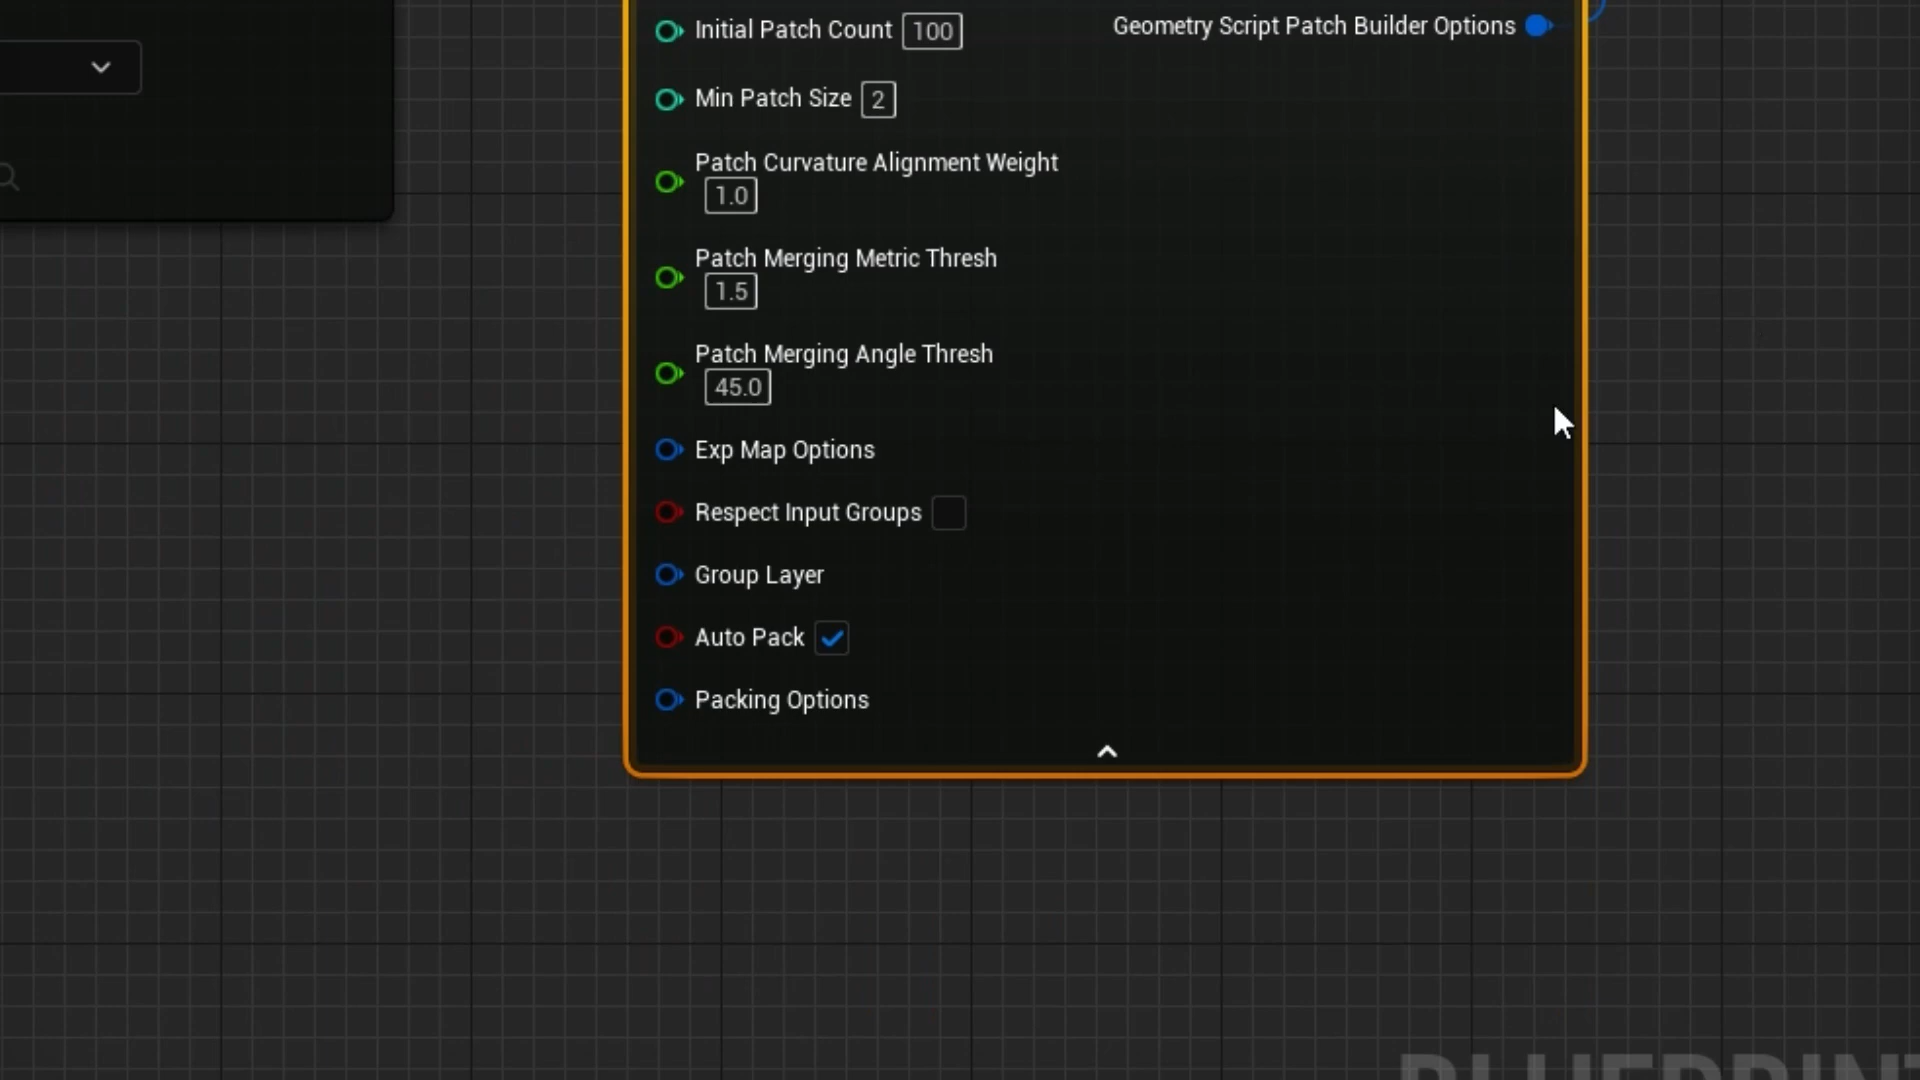 Initial Patch Count 100
Geometry Script Patch Builder Options
Min Patch Size 2
Patch Curvature Alignment Weight
1.0
Patch Merging Metric Thresh
1.5
Patch Merging Angle Thresh
45.0
Exp Map Options
Respect Input Groups
Group Layer
Auto Pack
Packing Options
BLUEPRINT